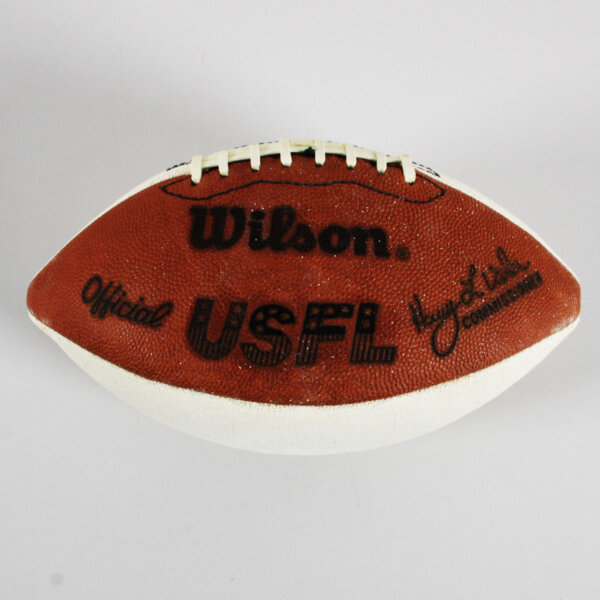 Wilson.
Official
USFL
COMMISSIONER